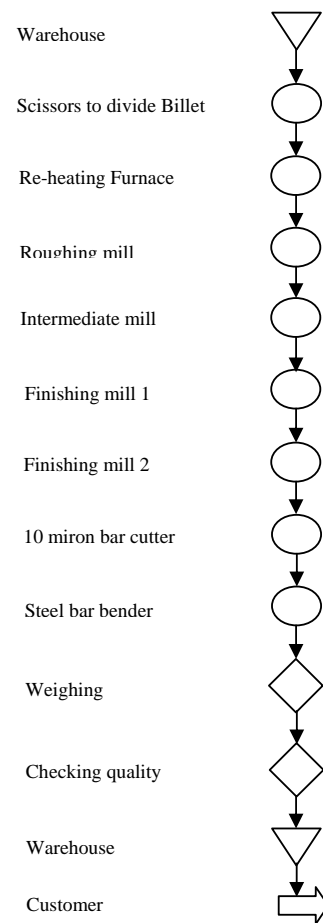 Warehouse
Scissors to divide Billet
Re-heating Furnace
Roughing mill
Intermediate mill
Finishing mill 1
Finishing mill 2
10 miron bar cutter
Steel bar bender
Weighing
Checking quality
Warehouse
Customer